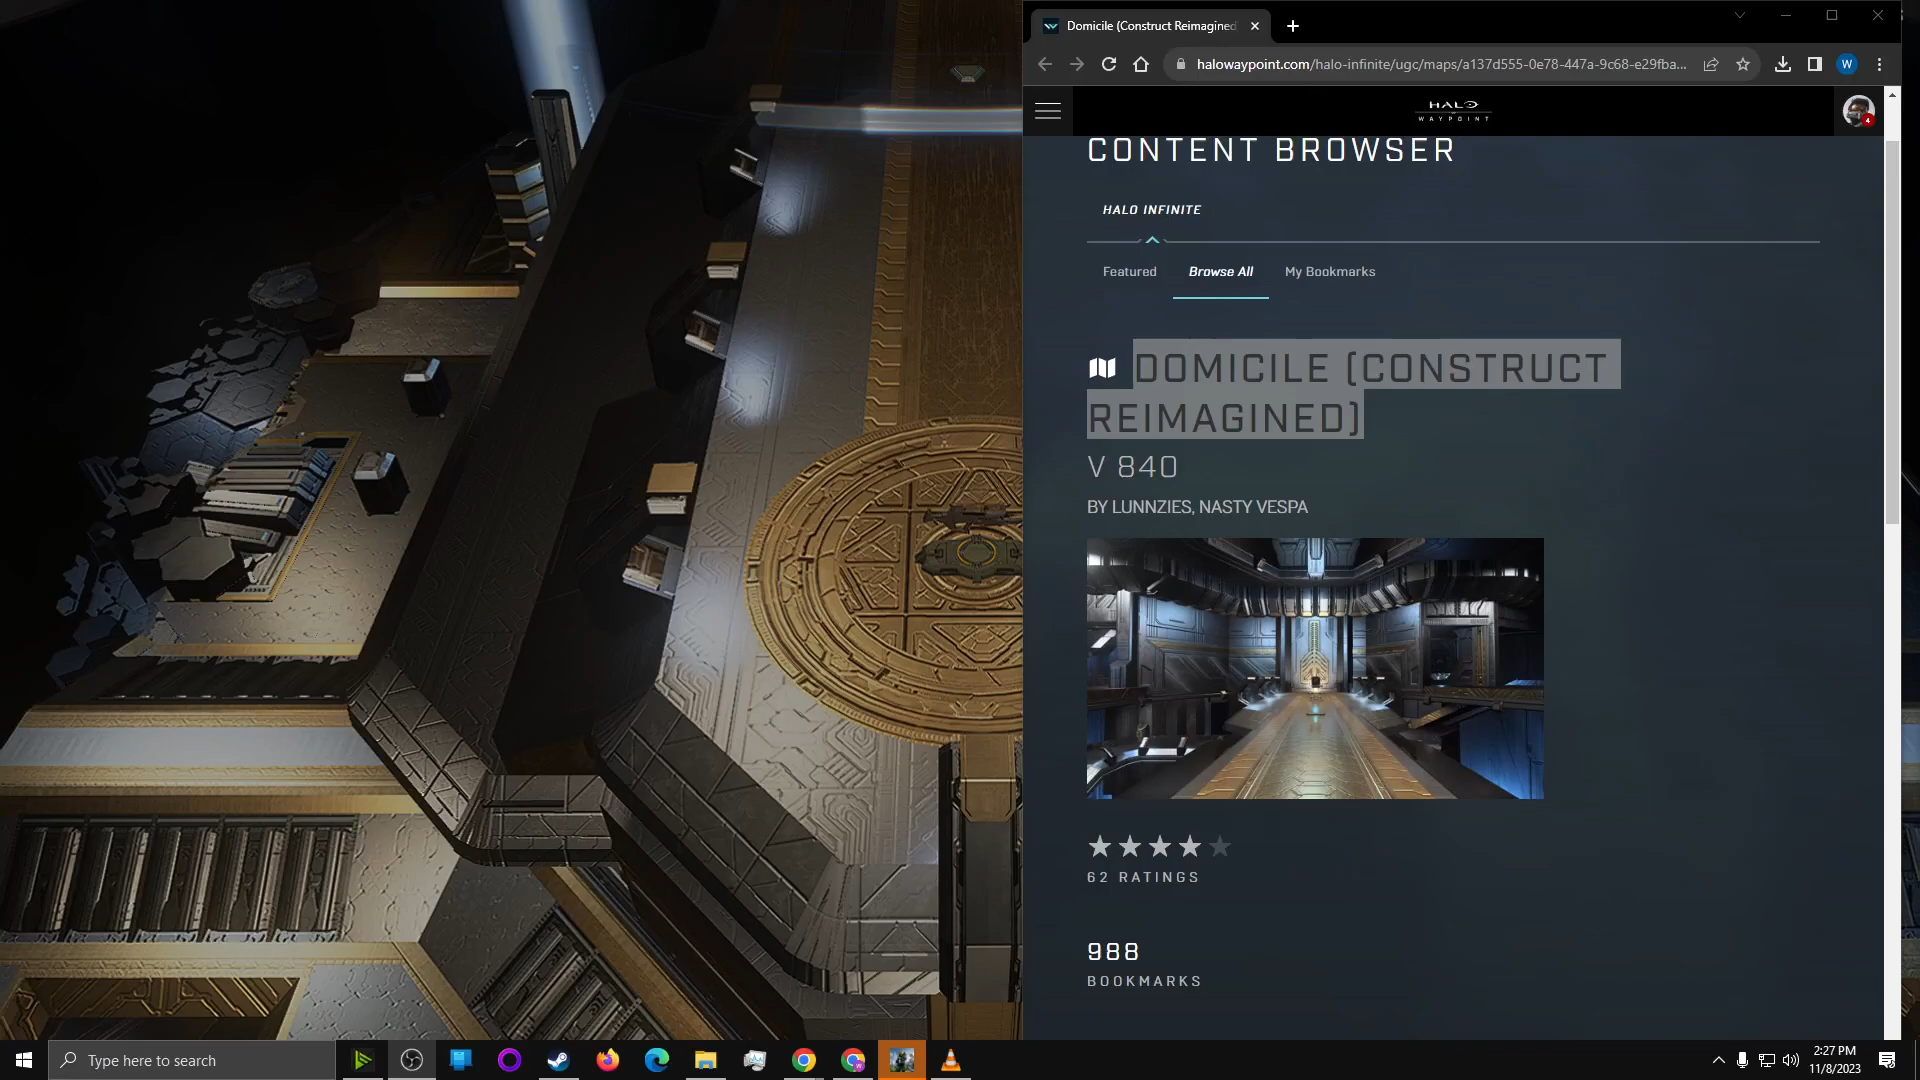 Domicile (Construct Reimagined
halowaypoint.com/halo-infinite/ugc/maps/a137d555-0e78-447a-9c68-e29fba...
W
HALO
WAYPOINT
4
CONTENT BROWSER
HALO INFINITE
Featured Browse All My Bookmarks
DOMICILE (CONSTRUCT
REIMAGINED)
V 840
BY LUNNZIES, NASTY VESPA
62 RATINGS
988
BOOKMARKS
Type here to search
2:27 PM
11/8/2023